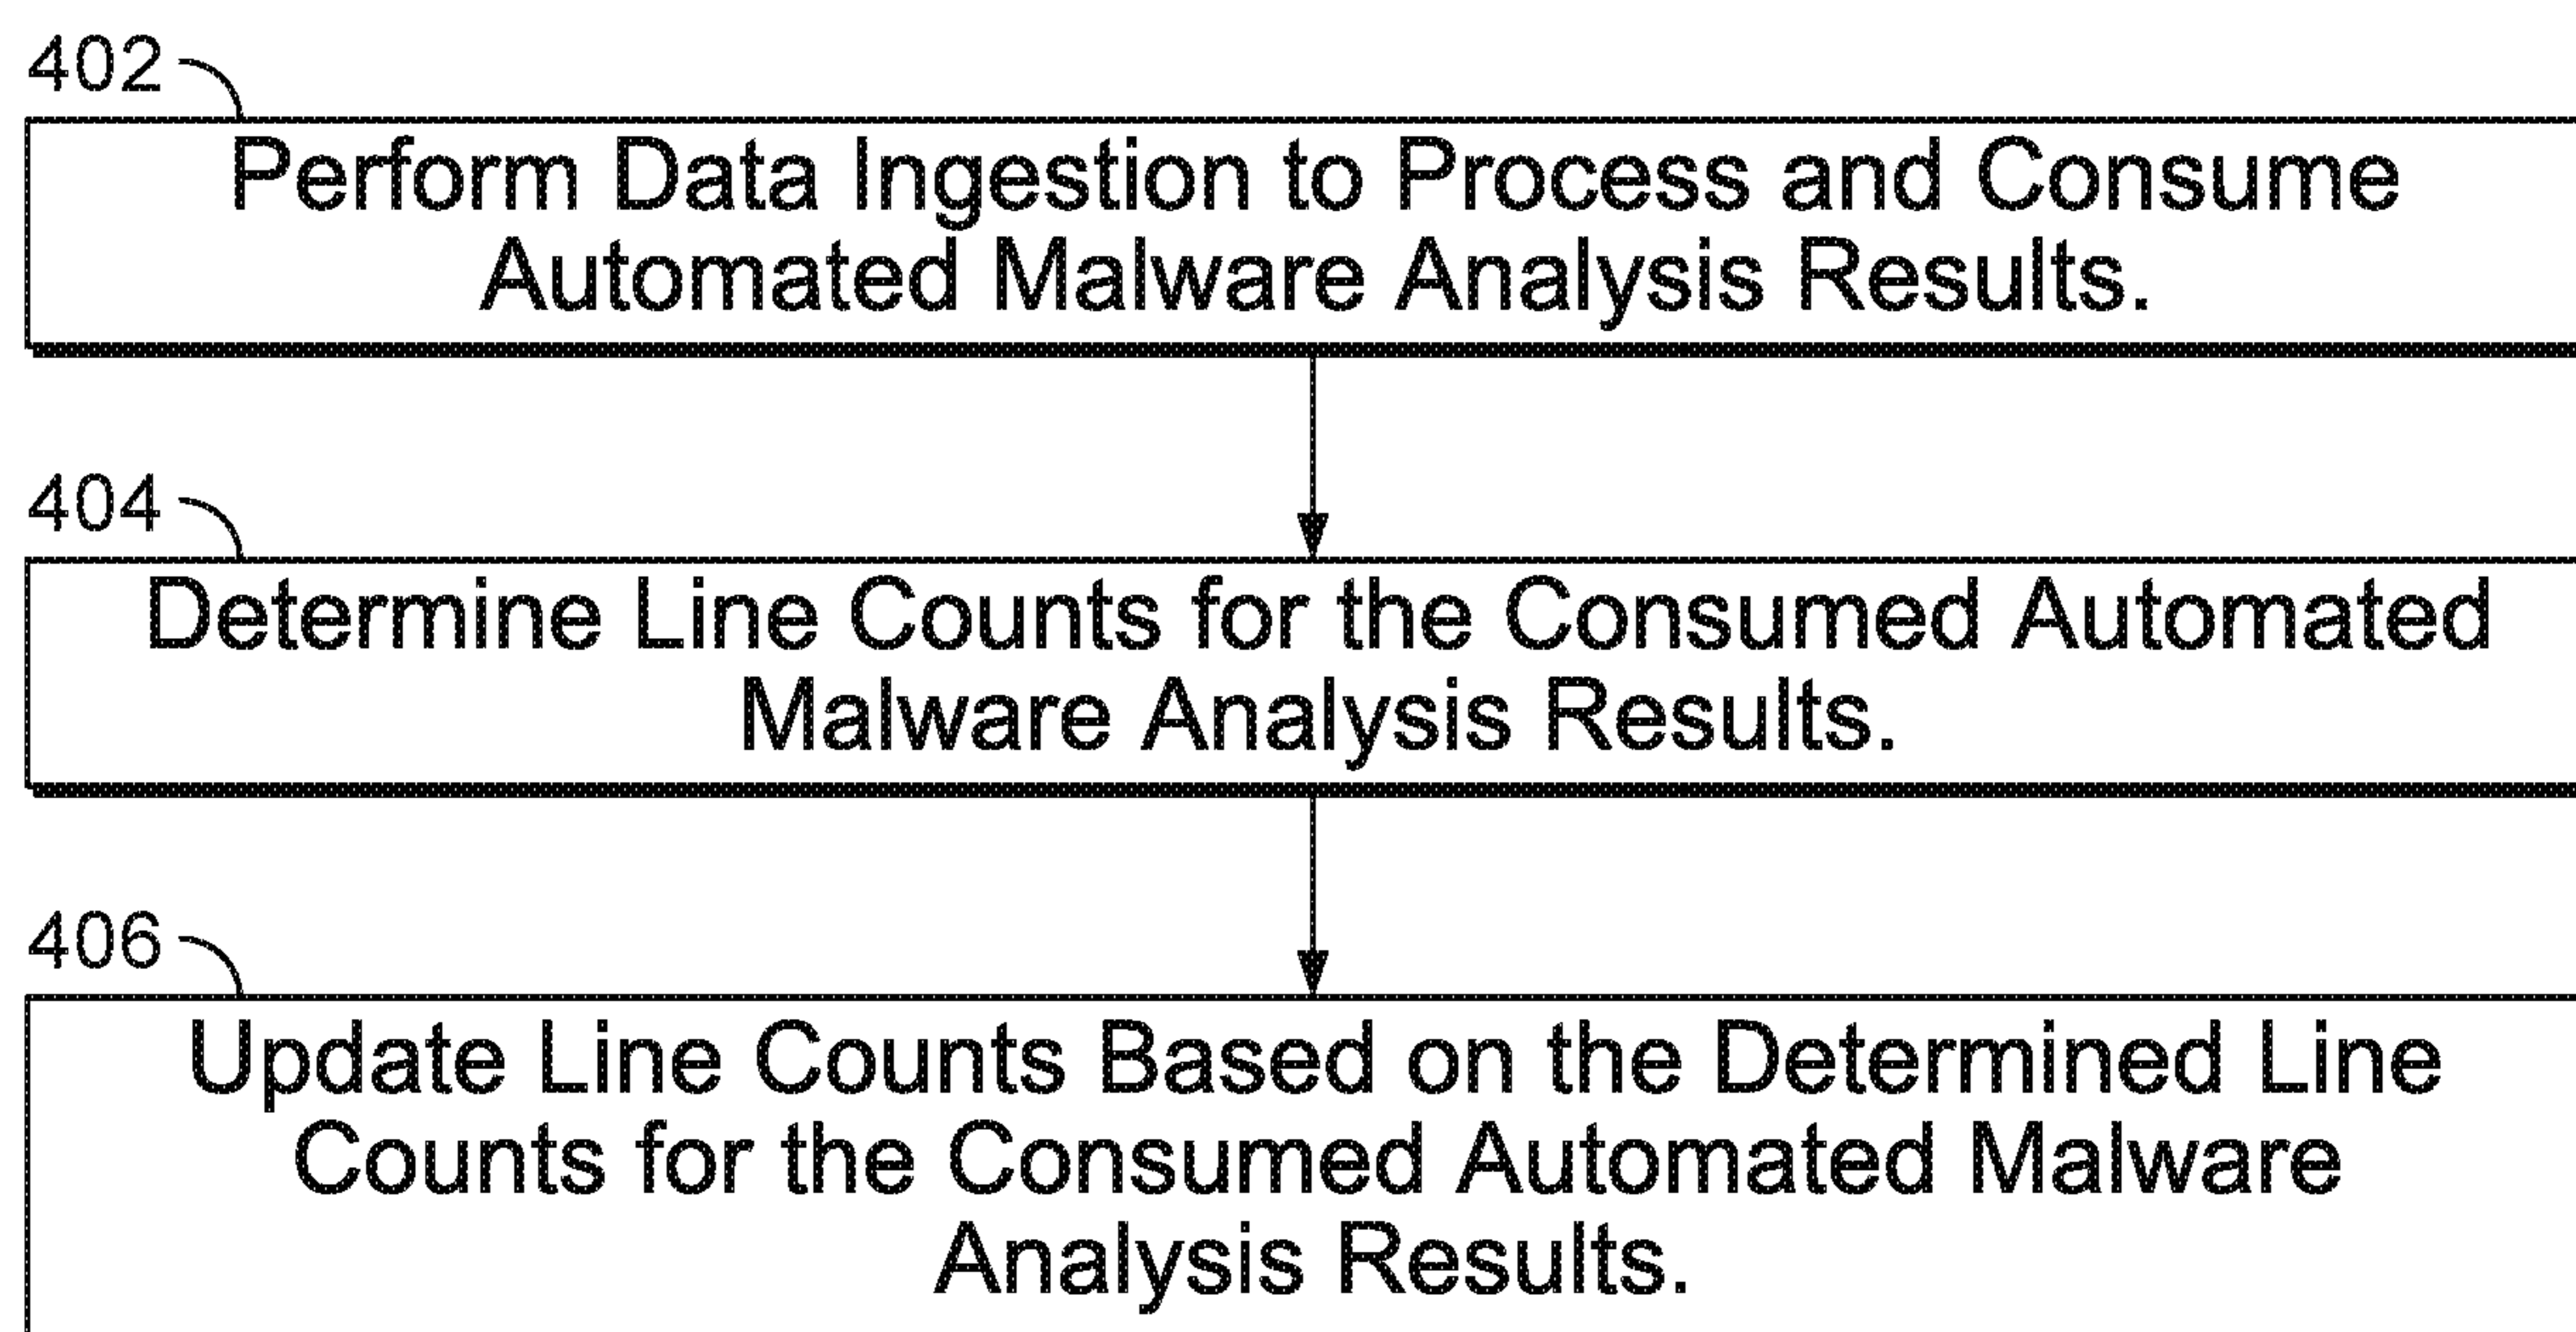 402
Perform Data Ingestion to Process and Consume
Automated Malware Analysis Results.
404
Determine Line Counts for the Consumed Automated
Malware Analysis Results.
406
Update Line Counts Based on the Determined Line
Counts for the Consumed Automated Malware
Analysis Results.